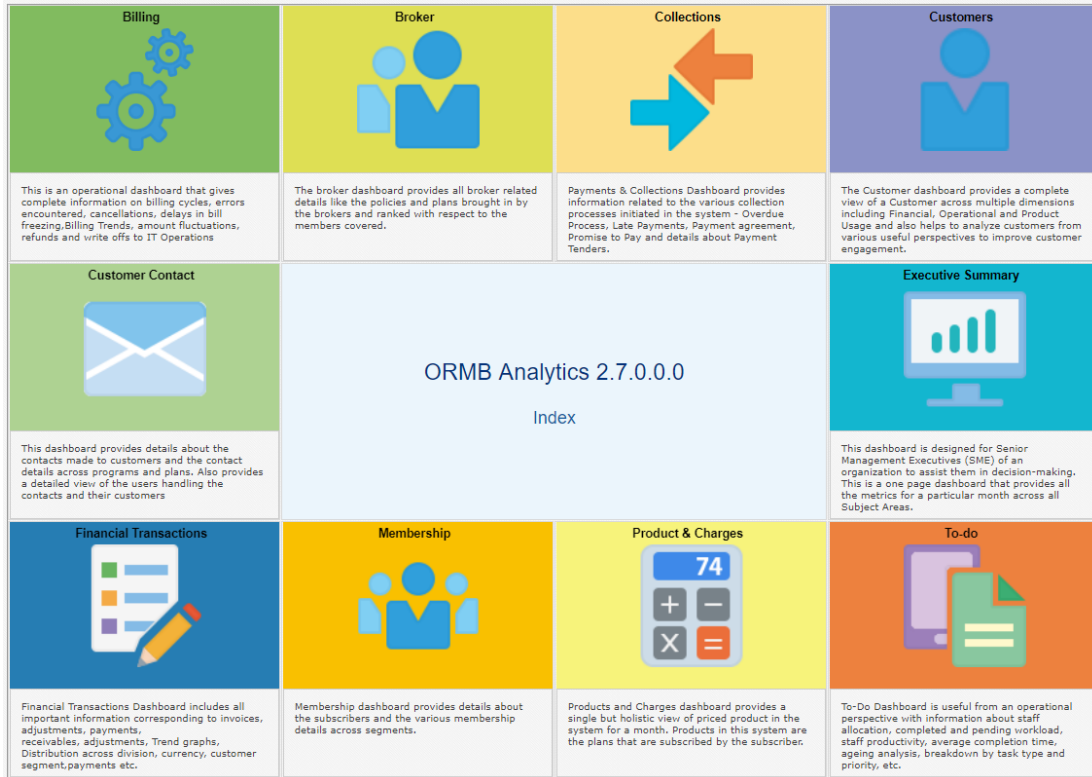 Billing
This is an operational dashboard that gives
complete information on billing cycles, errors
encountered, cancellations, delays in bill
freezing,Billing Trends, amount fluctuations,
refunds and write offs to IT Operations
Broker
The broker dashboard provides all broker related
details like the policies and plans brought in by
the brokers and ranked with respect to the
members covered.
Collections
Payments & Collections Dashboard provides
information related to the various collection
processes initiated in the system - Overdue
Process, Late Payments, Payment agreement,
Promise to Pay and details about Payment
Tenders.
Customers
The Customer dashboard provides a complete
view of a Customer across multiple dimensions
including Financial, Operational and Product
Usage and also helps to analyze customers from
various useful perspectives to improve customer
engagement.
Customer Contact
This dashboard provides details about the
contacts made to customers and the contact
details across programs and plans. Also provides
a detailed view of the users handling the
contacts and their customers
ORMB Analytics 2.7.0.0.0
Index
Executive Summary
This dashboard is designed for Senior
Management Executives (SME) of an
organization to assist them in decision-making.
This is a one page dashboard that provides all
the metrics for a particular month across all
Subject Areas.
Financial Transactions
Financial Transactions Dashboard includes all
important information corresponding to invoices,
adjustments, payments,
receivables, adjustments, Trend graphs,
Distribution across division, currency, customer
segment,payments etc.
Membership
Membership dashboard provides details about
the subscribers and the various membership
details across segments.
Product & Charges
74
+ −
X =
Products and Charges dashboard provides a
single but holistic view of priced product in the
system for a month. Products in this system are
the plans that are subscribed by the subscriber.
To-do
To-Do Dashboard is useful from an operational
perspective with information about staff
allocation, completed and pending workload,
staff productivity, average completion time,
ageing analysis, breakdown by task type and
priority, etc.